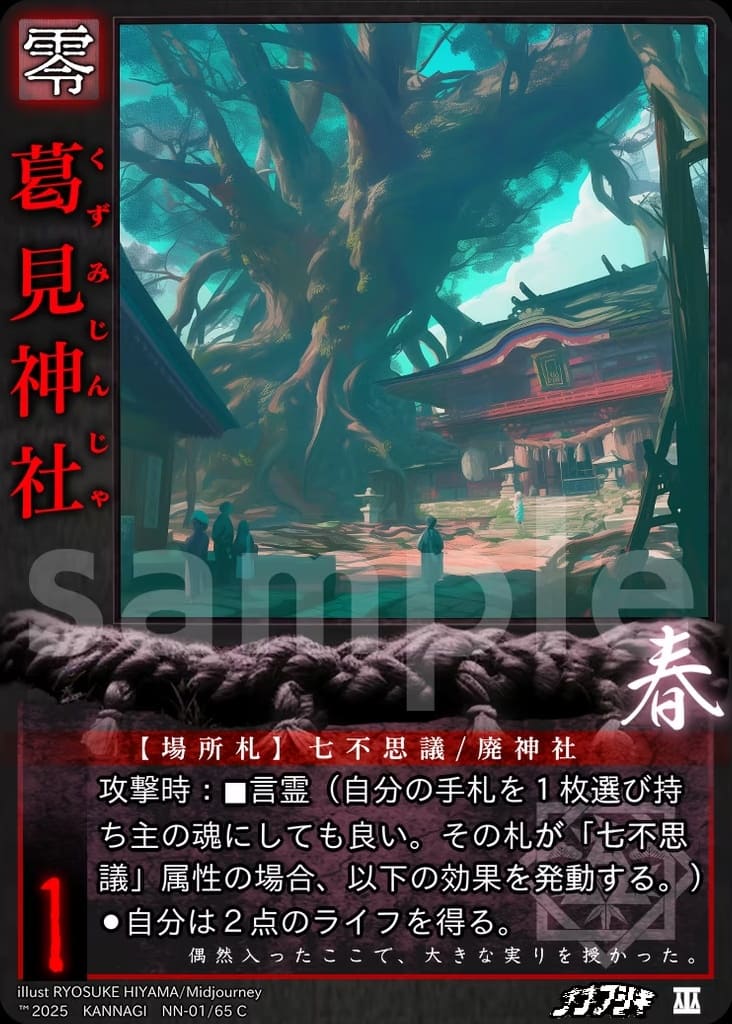 零
葛見神社
くずみじんじゃ
sample
春
【場所札】七不思議/廃神社
攻撃時：■言霊（自分の手札を１枚選び持
ち主の魂にしても良い。その札が「七不思
議」属性の場合、以下の効果を発動する。）
●自分は２点のライフを得る。
偶然入ったここで、大きな実りを授かった。
1
illust RYOSUKE HIYAMA/Midjourney
™2025 KANNAGI NN-01/65 C